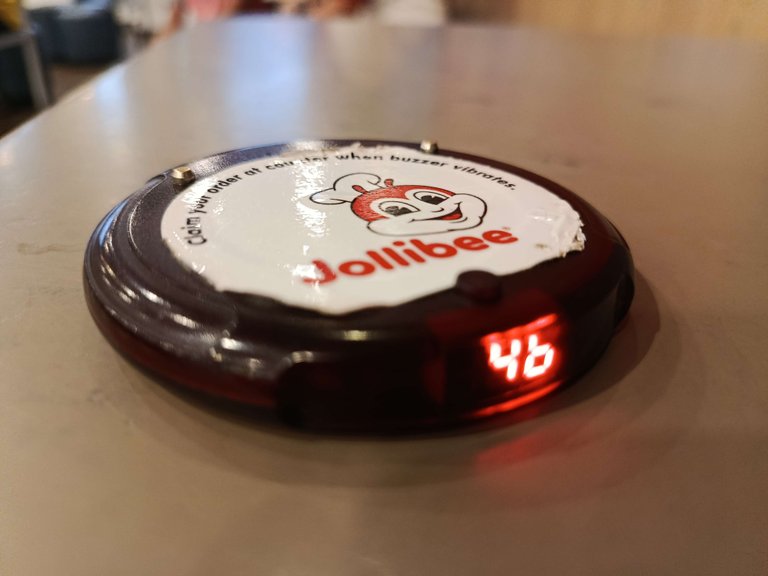 Claim your order at counter when buzzer vibrates.
Jollibee
46